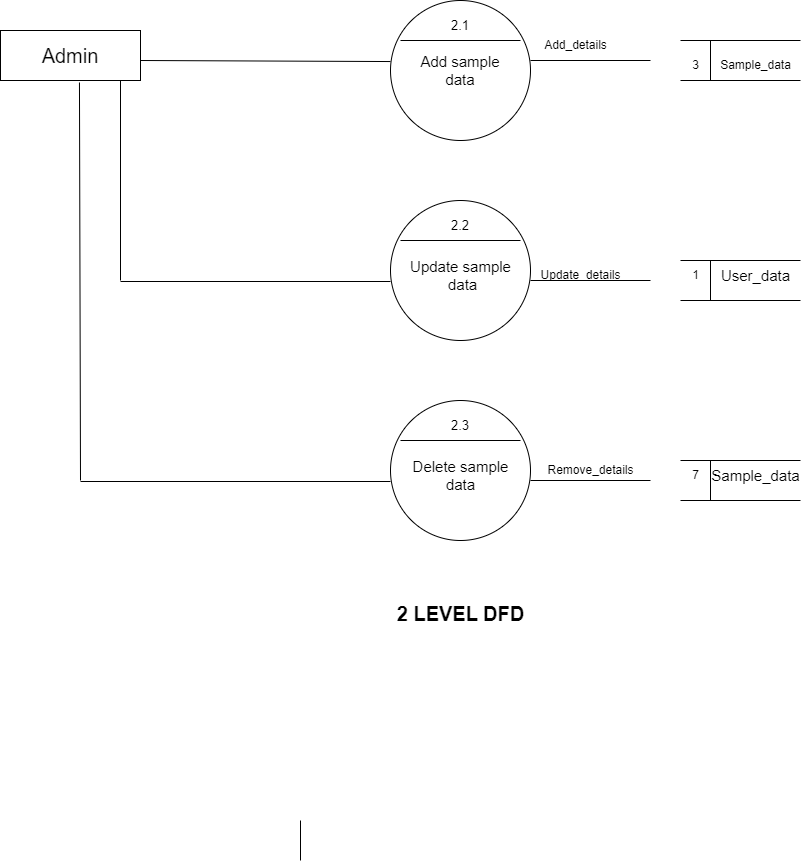 2.1
Admin
Add sample
data
Add_details
3
Sample_data
2.2
Update sample
data
Update_details
1
User_data
2.3
Delete sample
data
Remove_details
7
Sample_data
2 LEVEL DFD